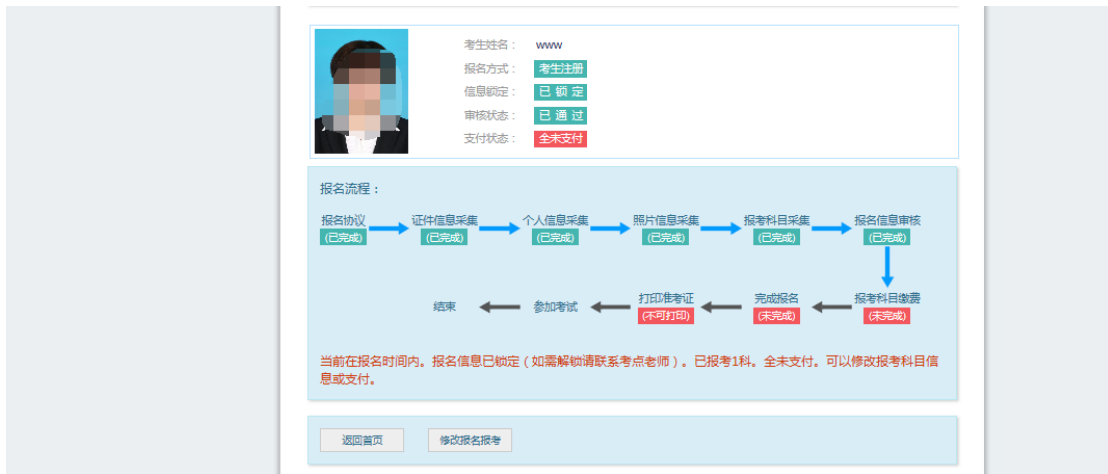 考生姓名： www
报名方式： 考生注册
信息锁定： 已 锁 定
审核状态： 已 通 过
支付状态： 全未支付
报名流程：
报名协议 证件信息采集 个人信息采集 照片信息采集 报考科目采集 报名信息审核
(已完成) (已完成) (已完成) (已完成) (已完成) (已完成)
结束 参加考试 打印准考证 完成报名 报考科目缴费
(不可打印) (未完成) (未完成)
当前在报名时间内。报名信息已锁定（如需解锁请联系考点老师）。已报考1科。全未支付。可以修改报考科目信
息或支付。
返回首页 修改报名报考